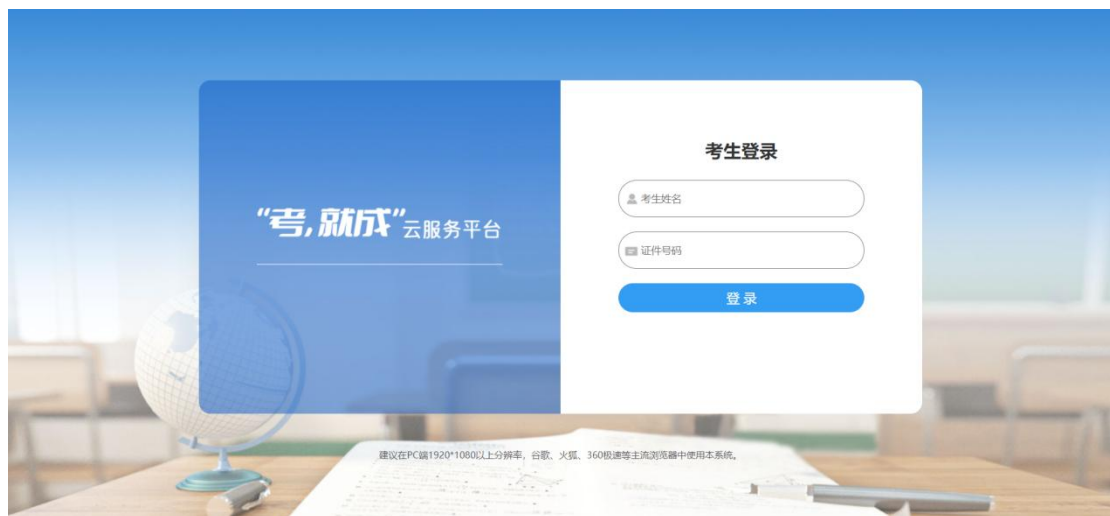 “考，就成”云服务平台
考生登录
考生姓名
证件号码
登 录
建议在PC端1920*1080以上分辨率，谷歌、火狐、360极速等主流浏览器中使用本系统。